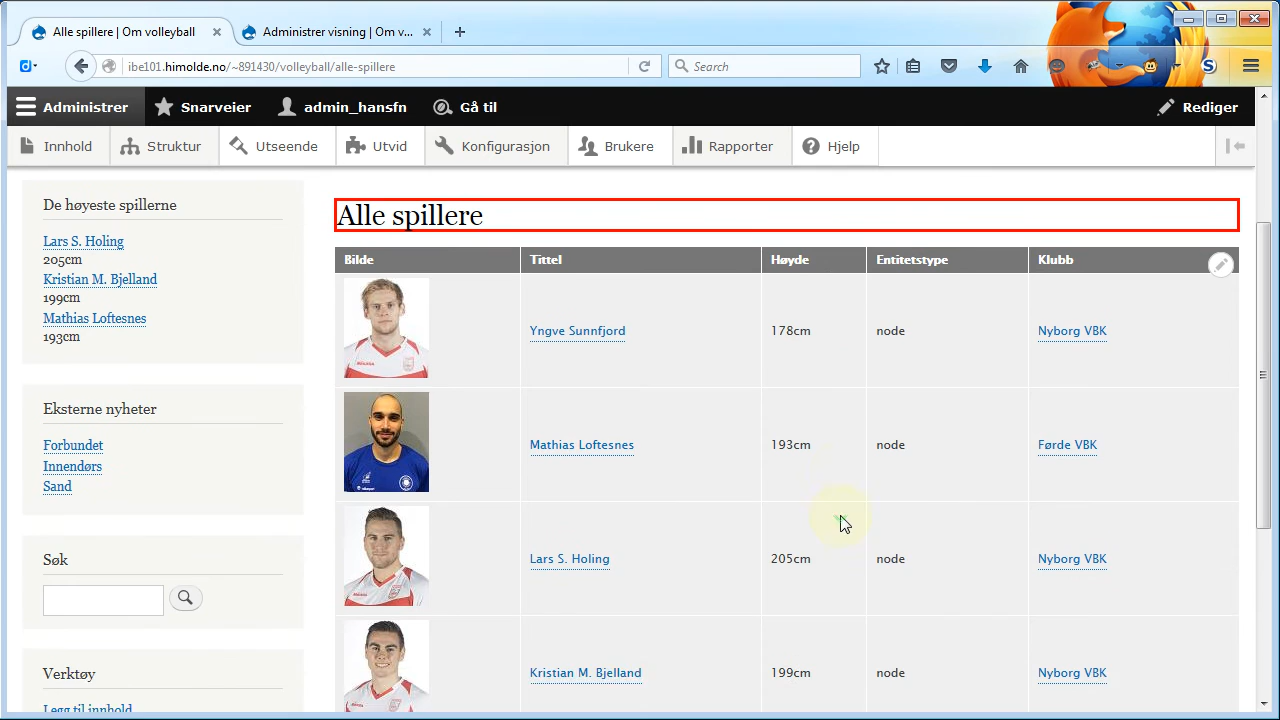 Alle spillere | Om volleyball
Administrer visning | Om v...
ibe101.himolde.no/~891430/volleyball/alle-spillere
Search
Administrer
Snarveier
admin_hansfn
Gå til
Rediger
Innhold
Struktur
Utseende
Utvid
Konfigurasjon
Brukere
Rapporter
Hjelp
De høyeste spillerne
Lars S. Holing
205cm
Kristian M. Bjelland
199cm
Mathias Loftesnes
193cm
Eksterne nyheter
Forbundet
Innendørs
Sand
Søk
Verktøy
Legg til innhold
Alle spillere
Bilde Tittel Høyde Entitetstype Klubb
Yngve Sunnfjord 178cm node Nyborg VBK
Mathias Loftesnes 193cm node Førde VBK
Lars S. Holing 205cm node Nyborg VBK
Kristian M. Bjelland 199cm node Nyborg VBK